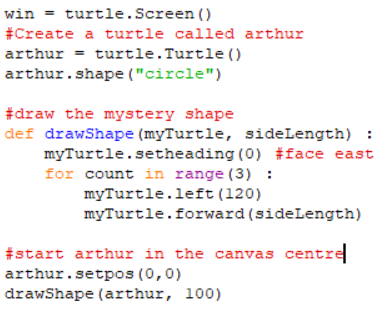 win = turtle.Screen()
#Create a turtle called arthur
arthur = turtle.Turtle()
arthur.shape("circle")

#draw the mystery shape
def drawShape(myTurtle, sideLength) :
    myTurtle.setheading(0) #face east
    for count in range(3) :
        myTurtle.left(120)
        myTurtle.forward(sideLength)

#start arthur in the canvas centre
arthur.setpos(0,0)
drawShape(arthur, 100)